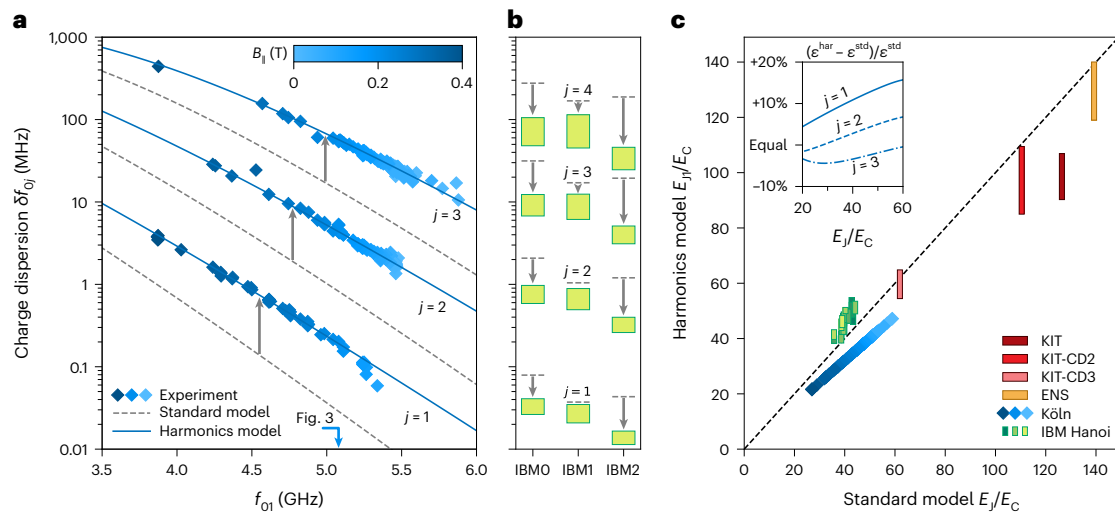 a
Charge dispersion δf0j (MHz)
1,000
100
10
1
0.1
0.01
B∥ (T)
0 0.2 0.4
j = 3
j = 2
j = 1
Experiment
Standard model
Harmonics model
Fig. 3
3.5 4.0 4.5 5.0 5.5 6.0
f01 (GHz)
b
j = 4
j = 3
j = 2
j = 1
IBM0 IBM1 IBM2
c
Harmonics model EJ1/EC
140
120
100
80
60
40
20
0
(εhar − εstd)/εstd
+20%
+10%
Equal
−10%
j = 1
j = 2
j = 3
20 40 60
EJ/EC
KIT
KIT-CD2
KIT-CD3
ENS
Köln
IBM Hanoi
0 20 40 60 80 100 120 140
Standard model EJ/EC